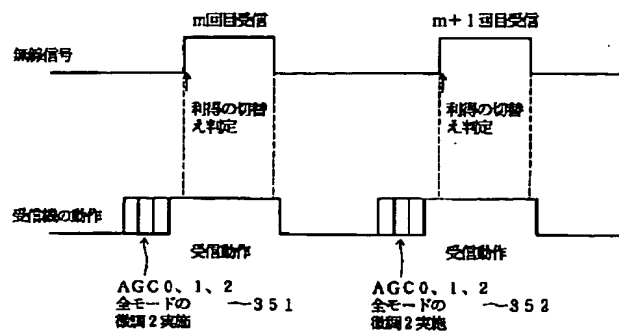 m回目受信
m+1回目受信
無線信号
利得の切替
え判定
利得の切替
え判定
受信機の動作
受信動作
受信動作
AGC0、1、2
全モードの
微調2実施
〜351
AGC0、1、2
全モードの
微調2実施
〜352